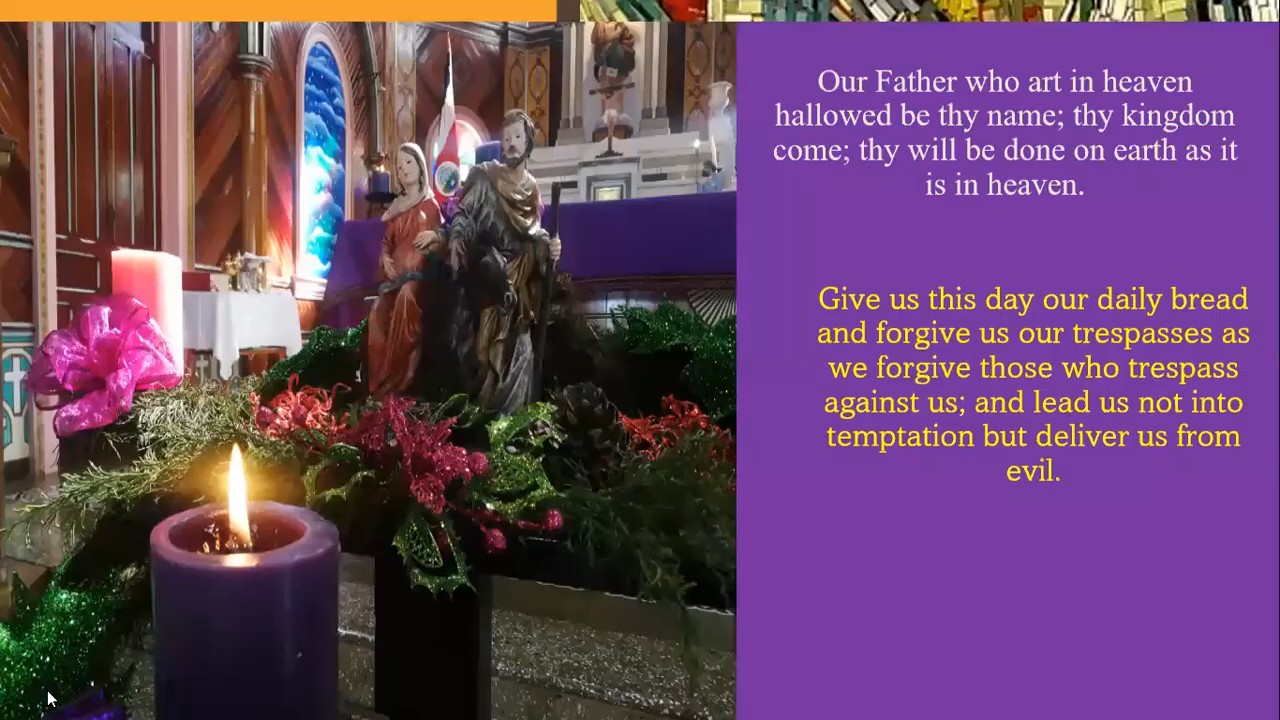 Our Father who art in heaven
hallowed be thy name; thy kingdom
come; thy will be done on earth as it
is in heaven.
Give us this day our daily bread
and forgive us our trespasses as
we forgive those who trespass
against us; and lead us not into
temptation but deliver us from
evil.